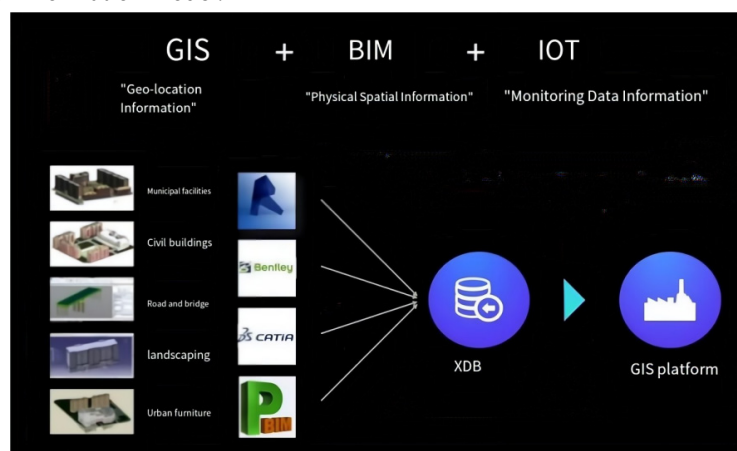 GIS + BIM + IOT
"Geo-location
Information"
"Physical Spatial Information"
"Monitoring Data Information"
Municipal facilities
Civil buildings
Bentley
Road and bridge
CATIA
landscaping
XDB
GIS platform
Urban furniture
P
BIM